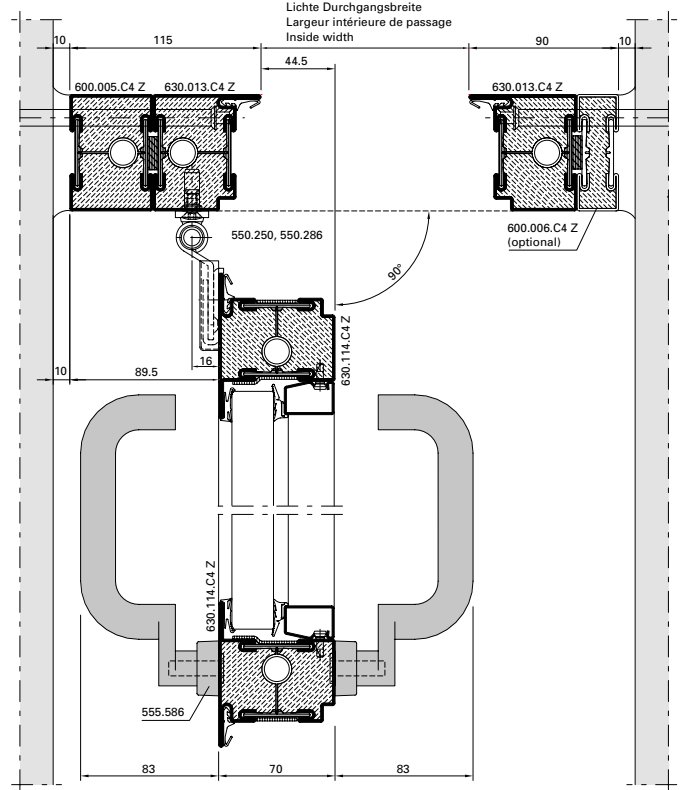 Lichte Durchgangsbreite
Largeur intérieure de passage
Inside width
10
115
90
10
44.5
600.005.C4 Z
630.013.C4 Z
630.013.C4 Z
550.250, 550.286
600.006.C4 Z
(optional)
90°
630.114.C4 Z
16
10
89.5
630.114.C4 Z
555.586
83
70
83